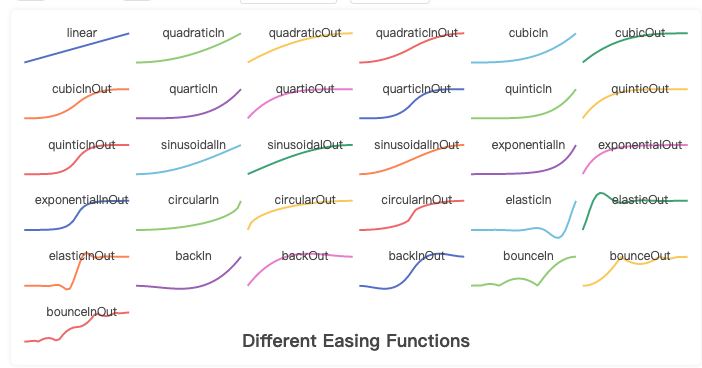 linear quadraticIn quadraticOut quadraticInOut cubicIn cubicOut
cubicInOut quarticIn quarticOut quarticInOut quinticIn quinticOut
quinticInOut sinusoidalIn sinusoidalOut sinusoidalInOut exponentialIn exponentialOut
exponentialInOut circularIn circularOut circularInOut elasticIn elasticOut
elasticInOut backIn backOut backInOut bounceIn bounceOut
bounceInOut
Different Easing Functions